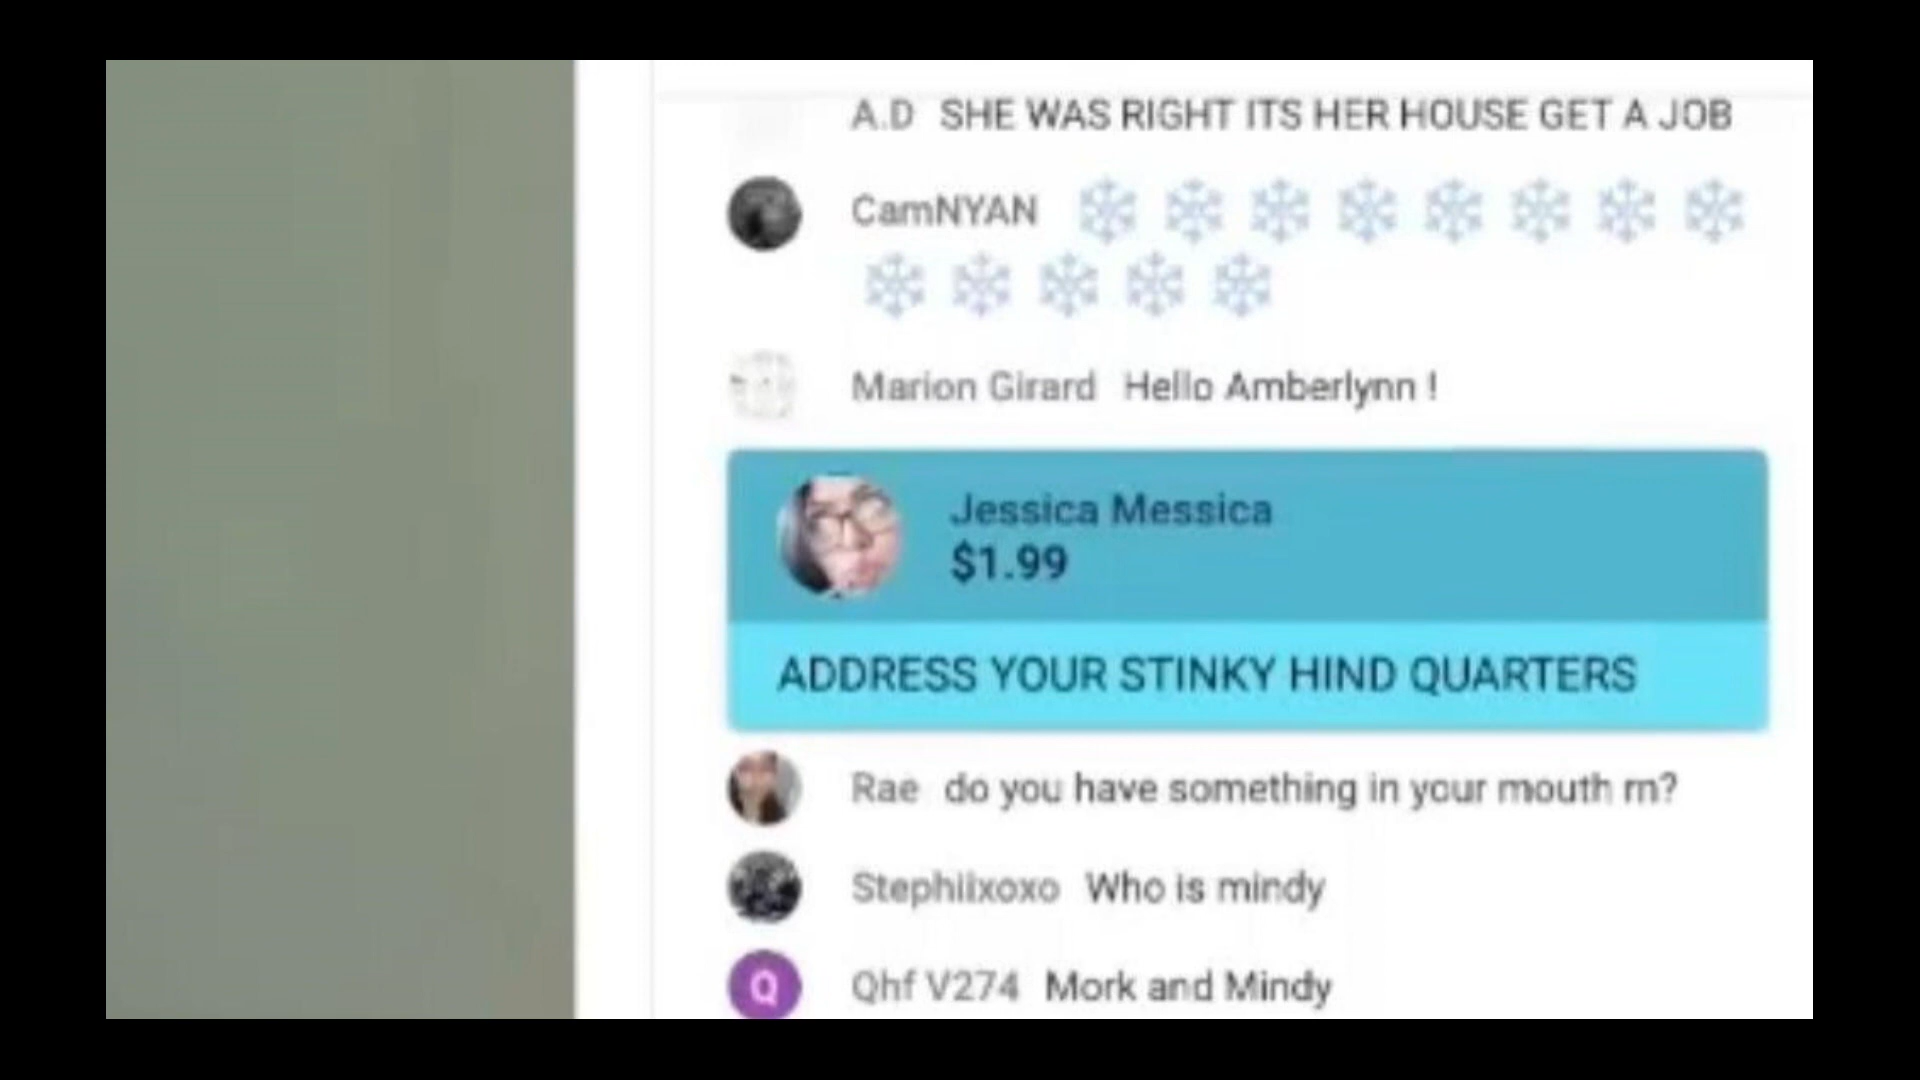 A.D SHE WAS RIGHT ITS HER HOUSE GET A JOB
CamNYAN ❄ ❄ ❄ ❄ ❄ ❄ ❄ ❄
❄ ❄ ❄ ❄ ❄
Marion Girard Hello Amberlynn !
Jessica Messica
$1.99
ADDRESS YOUR STINKY HIND QUARTERS
Rae do you have something in your mouth rn?
Stephiixoxo Who is mindy
Q Qhf V274 Mork and Mindy